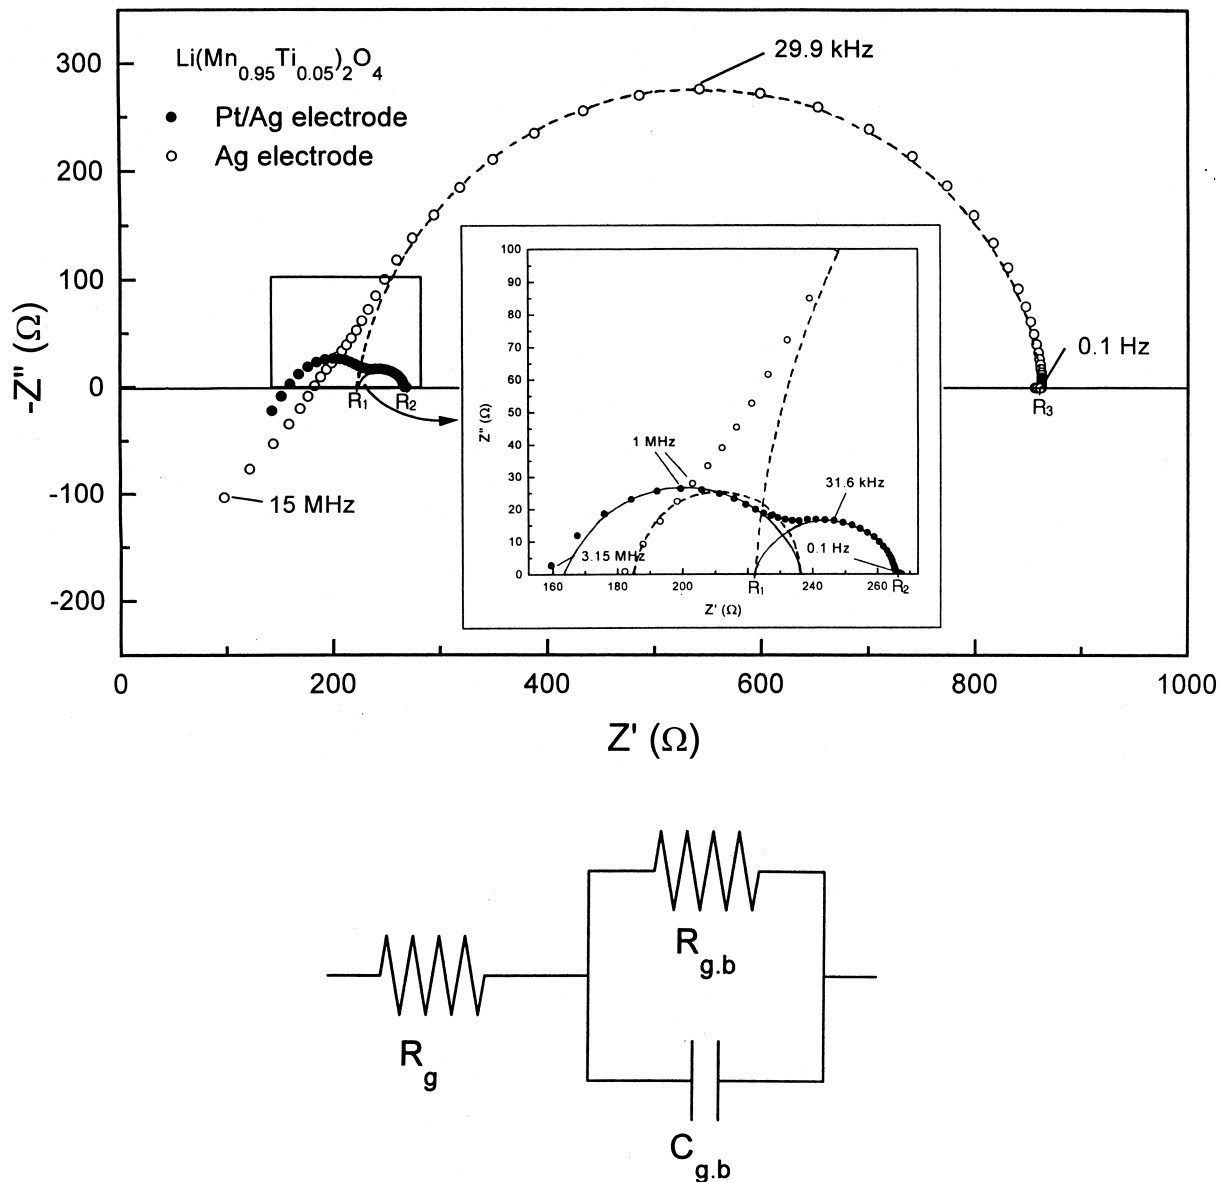 300
200
100
0
-100
-200
-Z" (Ω)
Li(Mn0.95Ti0.05)2O4
Pt/Ag electrode
Ag electrode
29.9 kHz
0.1 Hz
R1
R2
R3
15 MHz
100
90
80
70
60
50
40
30
20
10
0
Z" (Ω)
1 MHz
31.6 kHz
3.15 MHz
0.1 Hz
160
180
200
R1
240
260
R2
Z' (Ω)
0
200
400
600
800
1000
Z' (Ω)
Rg.b
Rg
Cg.b